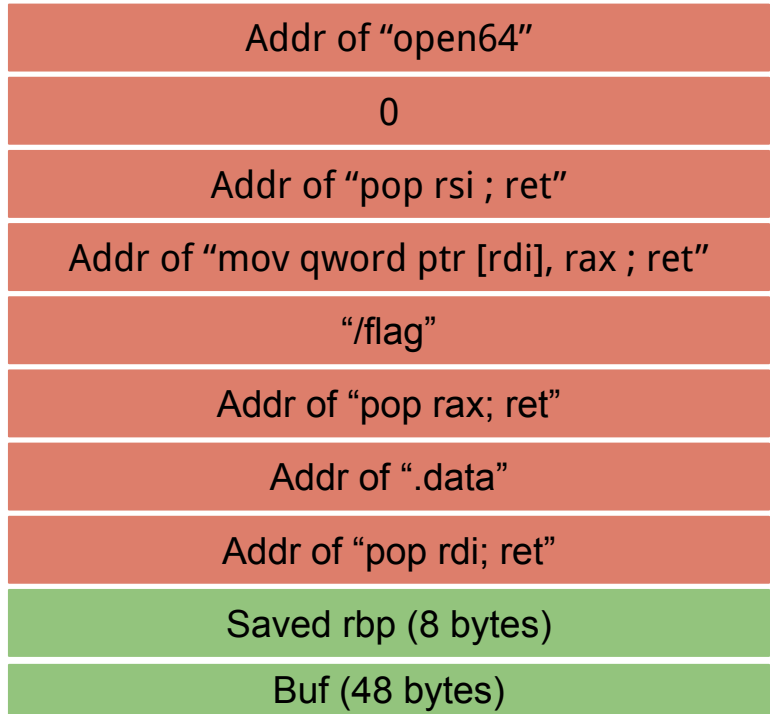 Addr of “open64”
0
Addr of “pop rsi ; ret”
Addr of “mov qword ptr [rdi], rax ; ret”
“/flag”
Addr of “pop rax; ret”
Addr of “.data”
Addr of “pop rdi; ret”
Saved rbp (8 bytes)
Buf (48 bytes)